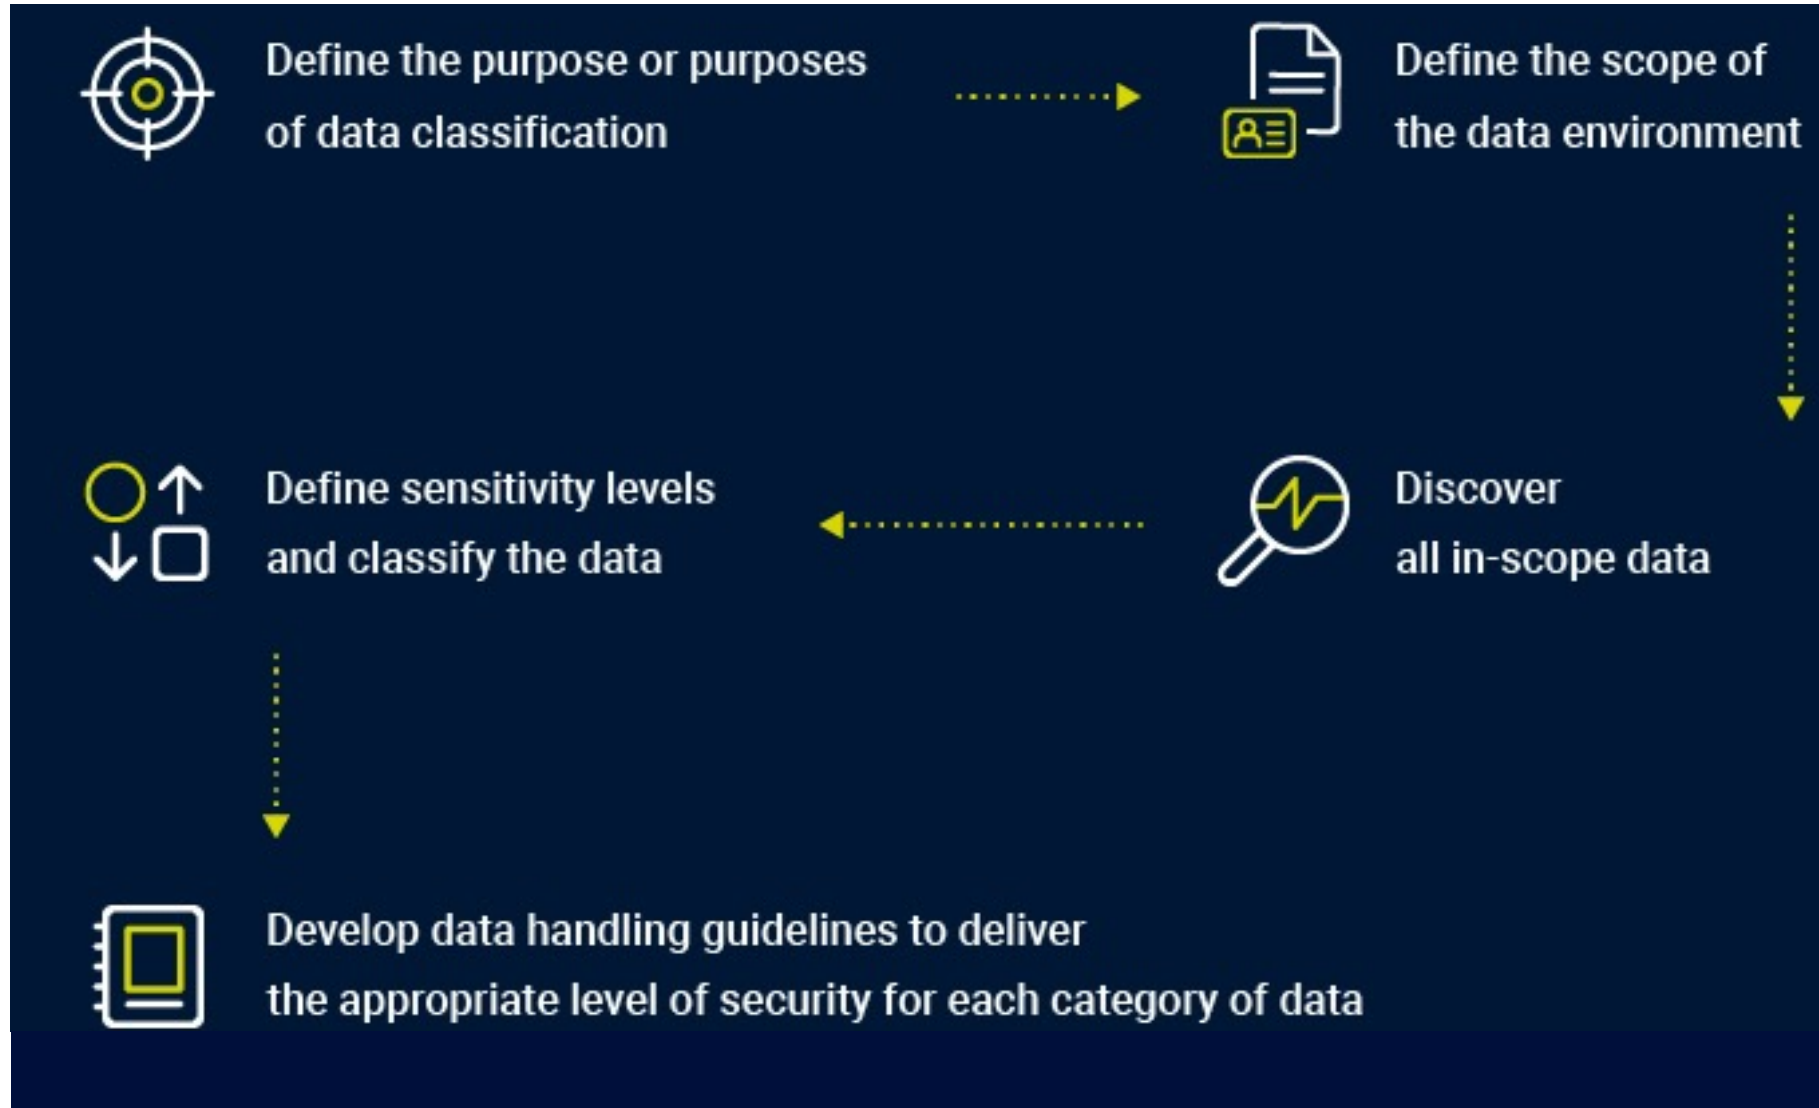 Define the purpose or purposes
of data classification
Define the scope of
the data environment
Discover
all in-scope data
Define sensitivity levels
and classify the data
Develop data handling guidelines to deliver
the appropriate level of security for each category of data